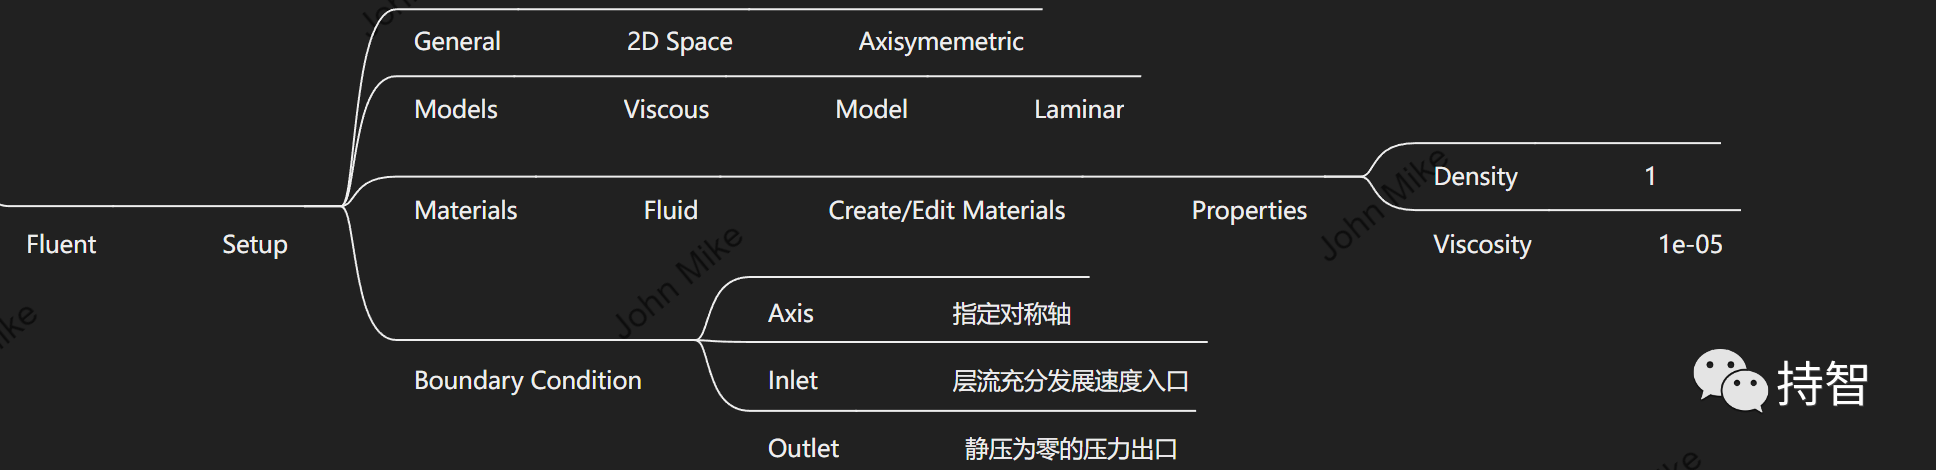 General 2D Space Axisymemetric
Models Viscous Model Laminar
Materials Fluid Create/Edit Materials Properties
Density 1
Viscosity 1e-05
Fluent Setup
Boundary Condition
Axis 指定对称轴
Inlet 层流充分发展速度入口
Outlet 静压为零的压力出口
John Mike
John Mike
持智